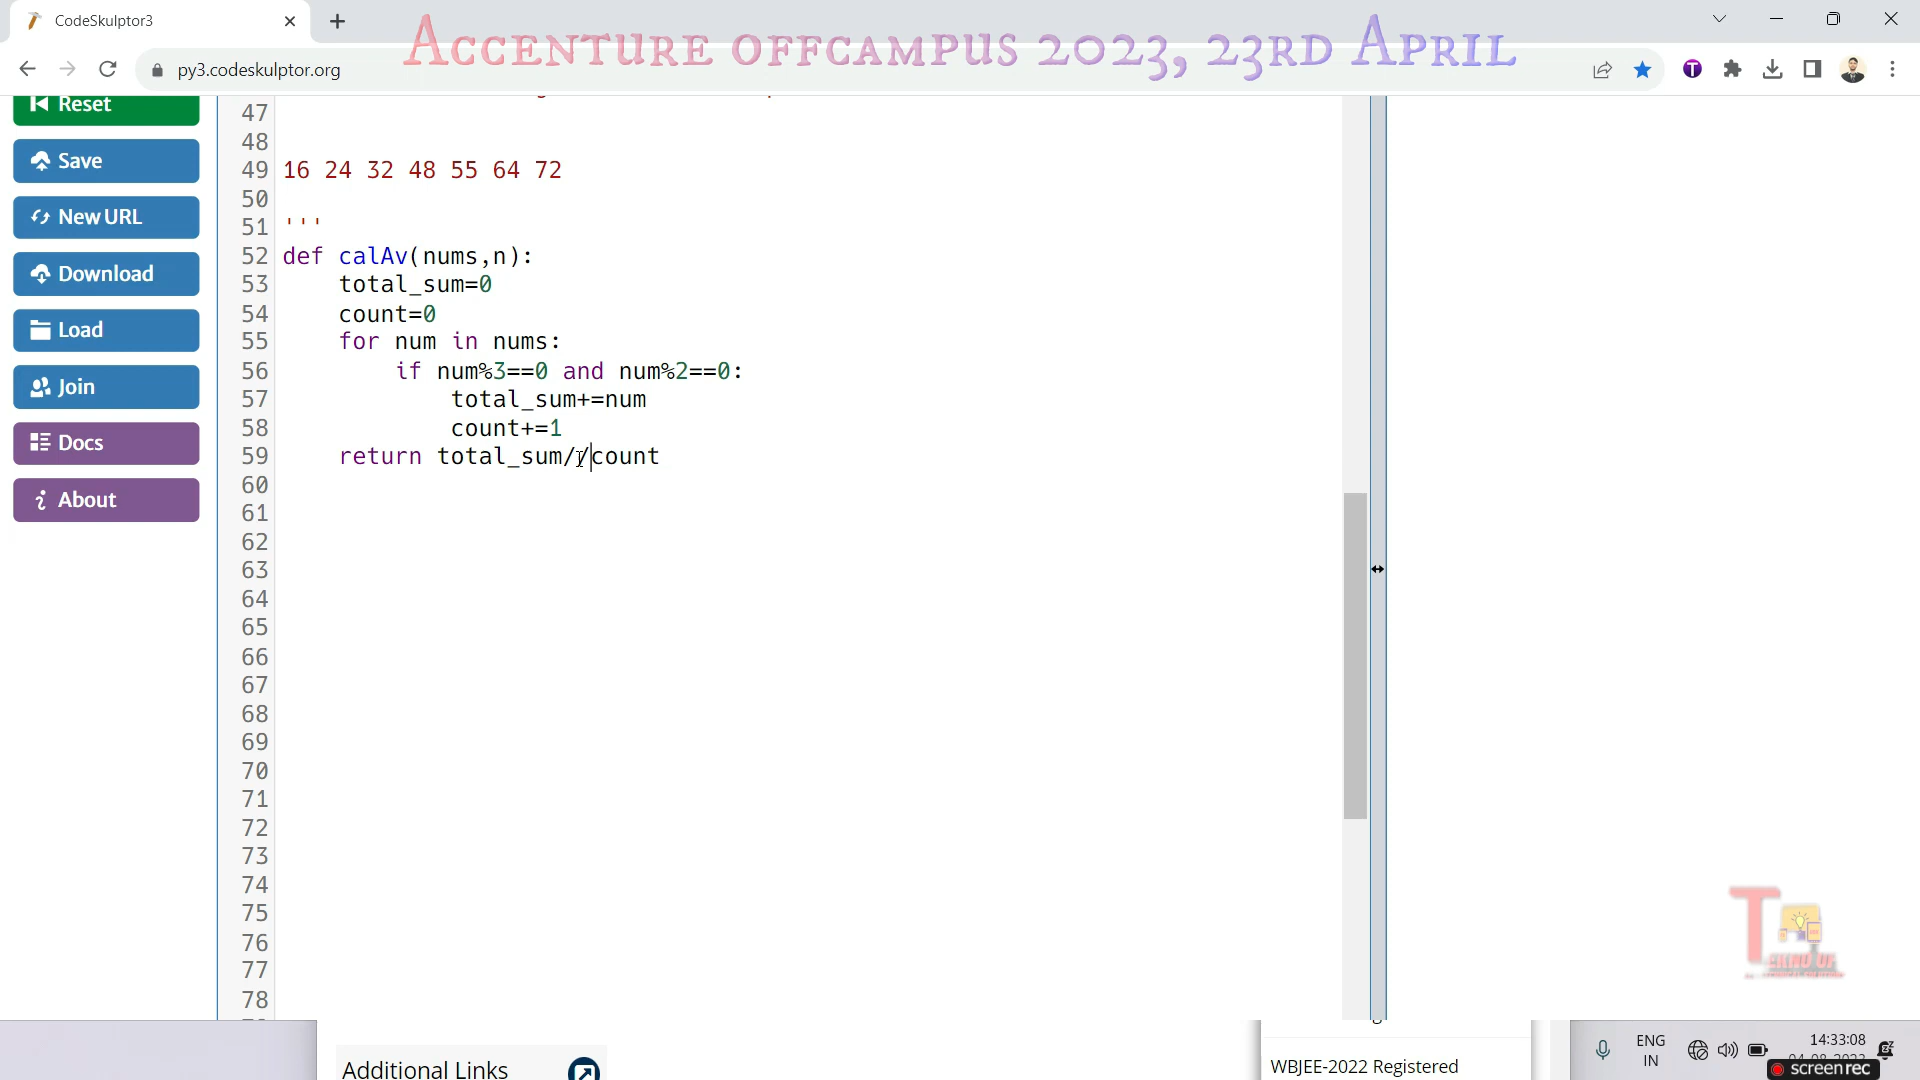 CodeSkulptor3
Accenture offcampus 2023, 23rd April
py3.codeskulptor.org
Reset
Save
New URL
Download
Load
Join
Docs
About
47
48
49 16 24 32 48 55 64 72
50
51 '''
52 def calAv(nums,n):
53 total_sum=0
54 count=0
55 for num in nums:
56 if num%3==0 and num%2==0:
57 total_sum+=num
58 count+=1
59 return total_sum//count
60
61
62
63
64
65
66
67
68
69
70
71
72
73
74
75
76
77
78
Additional Links
WBJEE-2022 Registered
ENG
IN
14:33:08
screenrec